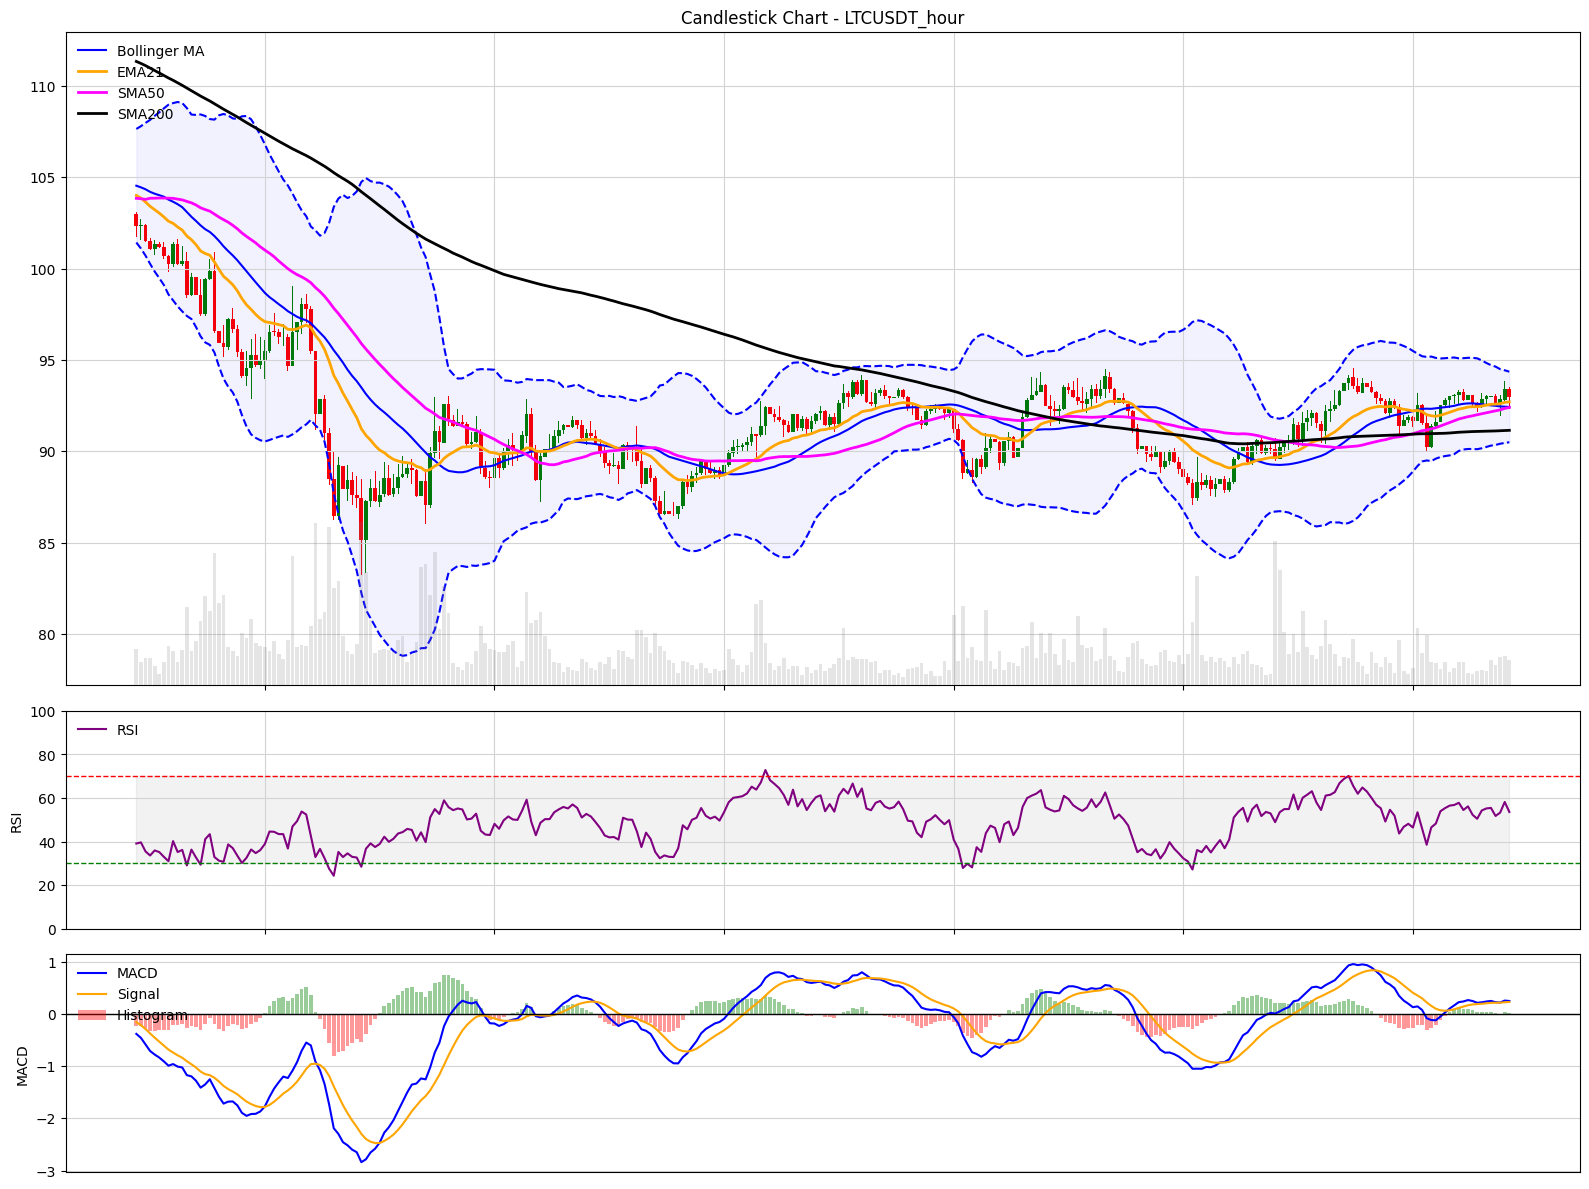 Candlestick Chart - LTCUSDT_hour
Bollinger MA
EMA21
SMA50
SMA200
110
105
100
95
90
85
80
RSI
RSI
100
80
60
40
20
0
MACD
Signal
Histogram
MACD
1
0
−1
−2
−3